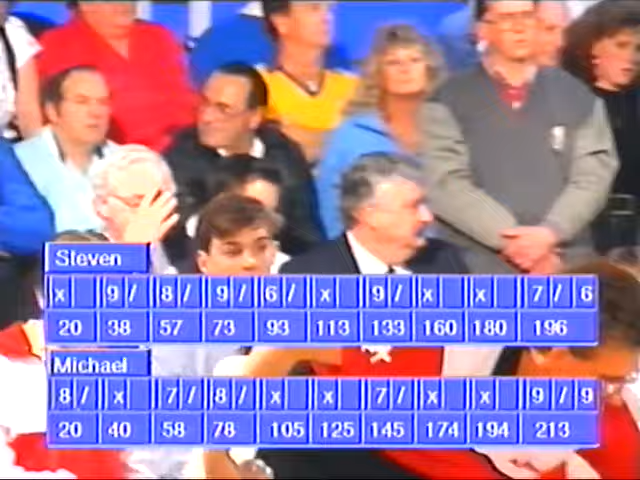 Steven
x 9 / 8 / 9 / 6 / x 9 / x x 7 / 6
20 38 57 73 93 113 133 160 180 196
Michael
8 / x 7 / 8 / x x 7 / x x 9 / 9
20 40 58 78 105 125 145 174 194 213